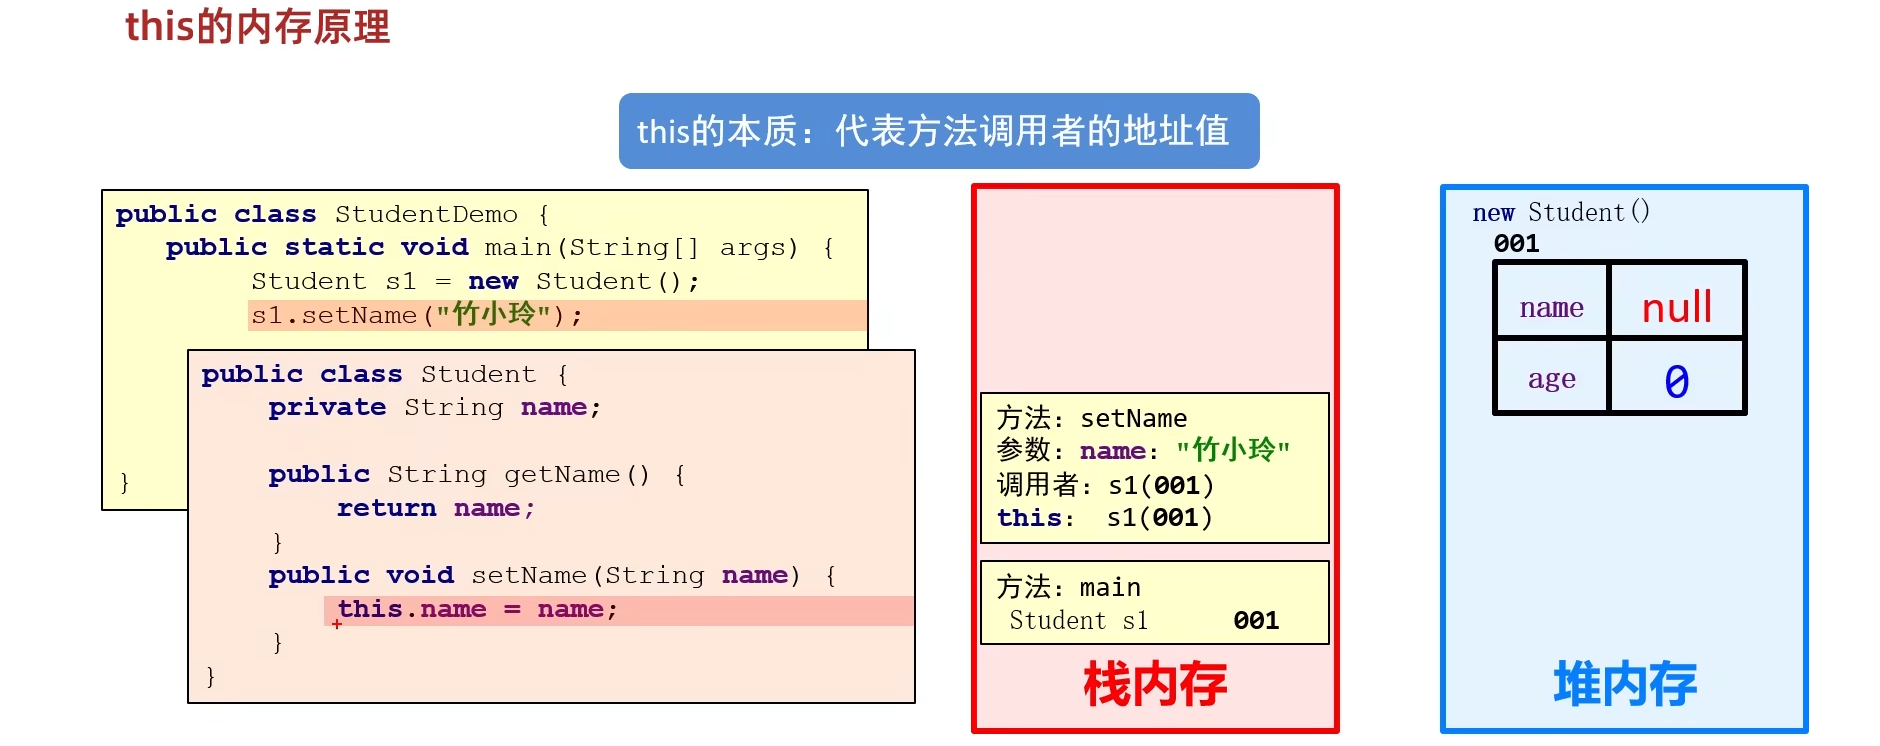 this的内存原理
this的本质：代表方法调用者的地址值
public class StudentDemo {
public static void main(String[] args) {
Student s1 = new Student();
s1.setName("竹小玲");
}
public class Student {
private String name;
public String getName() {
return name;
}
public void setName(String name) {
this.name = name;
}
}
方法：setName
参数：name："竹小玲"
调用者：s1(001)
this： s1(001)
方法：main
Student s1 001
栈内存
new Student()
001
name null
age 0
堆内存